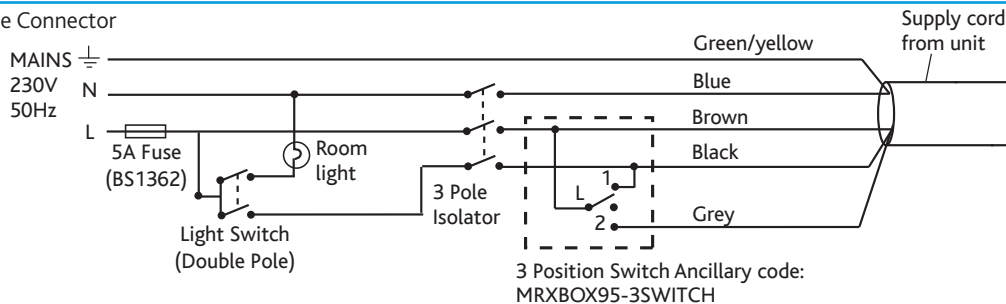 e Connector
Supply cord
from unit
MAINS
230V
50Hz
N
L
Green/yellow
Blue
Brown
Black
Grey
5A Fuse
(BS1362)
Room
light
Light Switch
(Double Pole)
3 Pole
Isolator
L
1
2
3 Position Switch Ancillary code:
MRXBOX95-3SWITCH